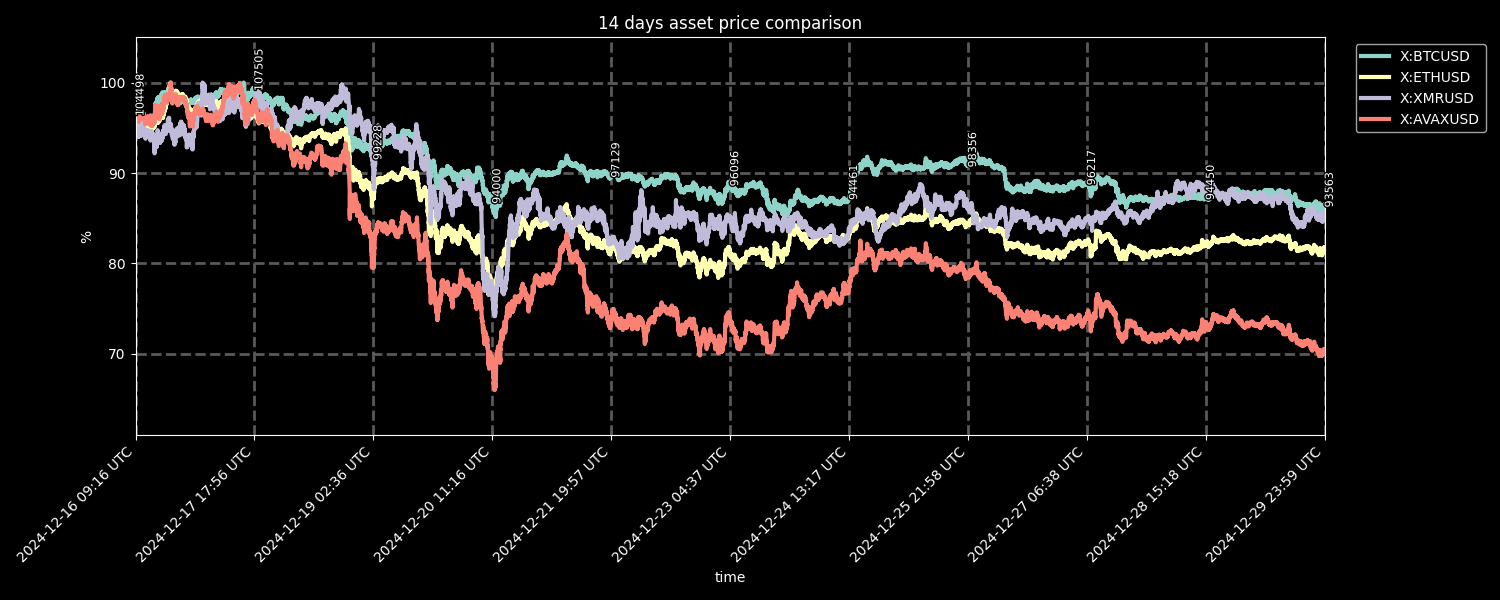 14 days asset price comparison
X:BTCUSD
X:ETHUSD
X:XMRUSD
X:AVAXUSD
%
100
90
80
70
104498
107505
99228
94000
97129
96096
94461
98356
96217
94450
93563
2024-12-16 09:16 UTC
2024-12-17 17:56 UTC
2024-12-19 02:36 UTC
2024-12-20 11:16 UTC
2024-12-21 19:57 UTC
2024-12-23 04:37 UTC
2024-12-24 13:17 UTC
2024-12-25 21:58 UTC
2024-12-27 06:38 UTC
2024-12-28 15:18 UTC
2024-12-29 23:59 UTC
time